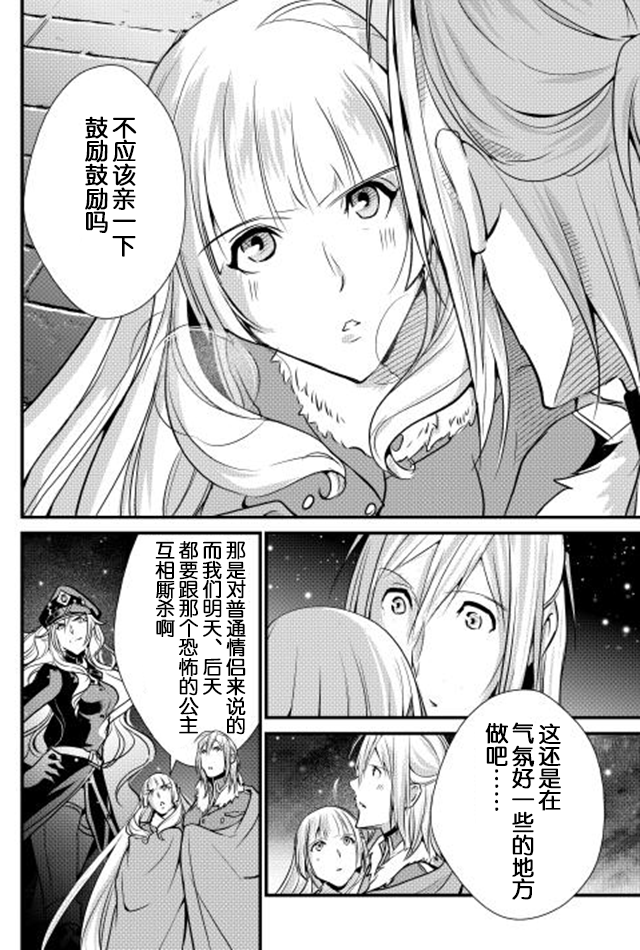 不应该亲一下
鼓励鼓励吗
这还是在
气氛好一些的地方
做吧……
那是对普通情侣来说的
而我们明天、后天
都要跟那个恐怖的公主
互相厮杀啊